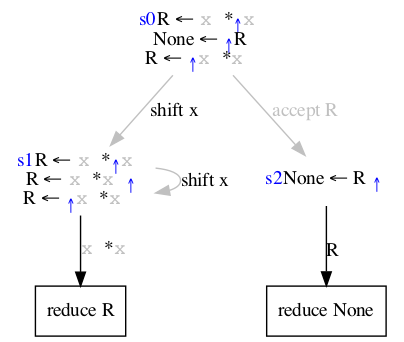 s0R ← x *↑x
None ← ↑R
R ← ↑x *x
shift x
accept R
s1R ← x *↑x
R ← x *x ↑
R ← ↑x *x
shift x
s2None ← R ↑
x *x
R
reduce R
reduce None